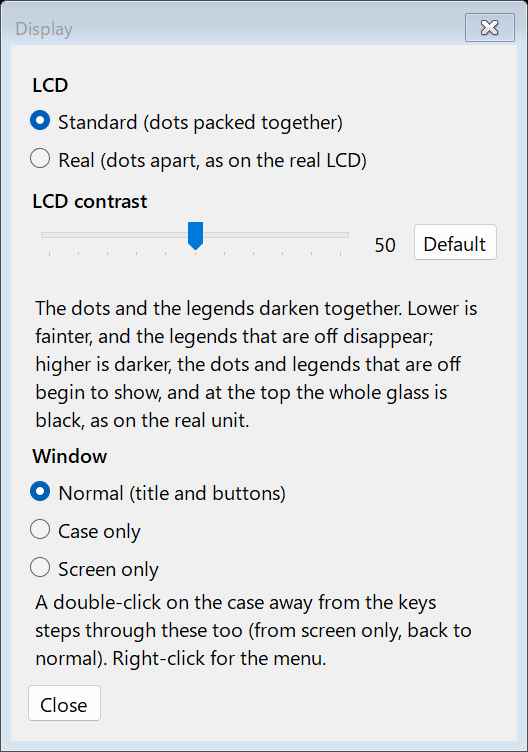 Display
LCD
Standard (dots packed together)
Real (dots apart, as on the real LCD)
LCD contrast
50
Default
The dots and the legends darken together. Lower is
fainter, and the legends that are off disappear;
higher is darker, the dots and legends that are off
begin to show, and at the top the whole glass is
black, as on the real unit.
Window
Normal (title and buttons)
Case only
Screen only
A double-click on the case away from the keys
steps through these too (from screen only, back to
normal). Right-click for the menu.
Close